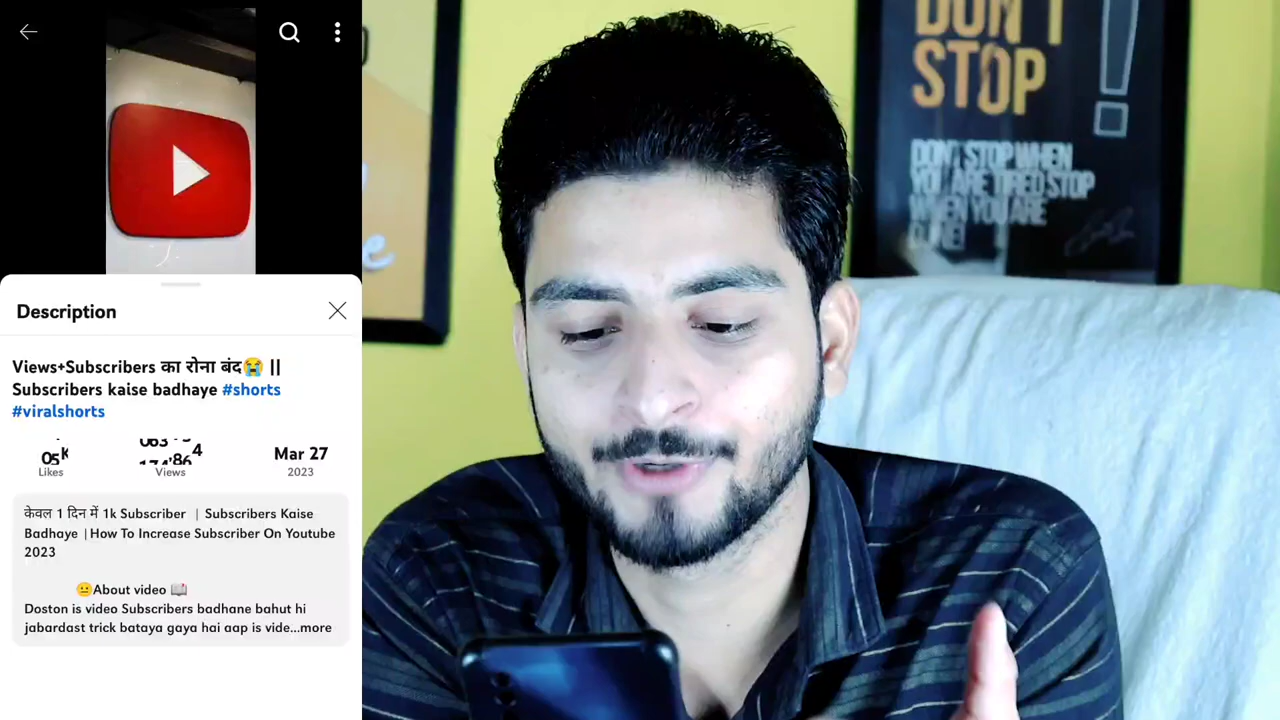 Description
Views+Subscribers का रोना बंद😭 ||
Subscribers kaise badhaye #shorts
#viralshorts
Mar 27
Likes
Views
2023
केवल 1 दिन में 1k Subscriber | Subscribers Kaise
Badhaye |How To Increase Subscriber On Youtube
2023
😐About video 📖
Doston is video Subscribers badhane bahut hi
jabardast trick bataya gaya hai aap is vide...more
DON'T
STOP
!
DON'T STOP WHEN
YOU ARE TIRED STOP
WHEN YOU ARE